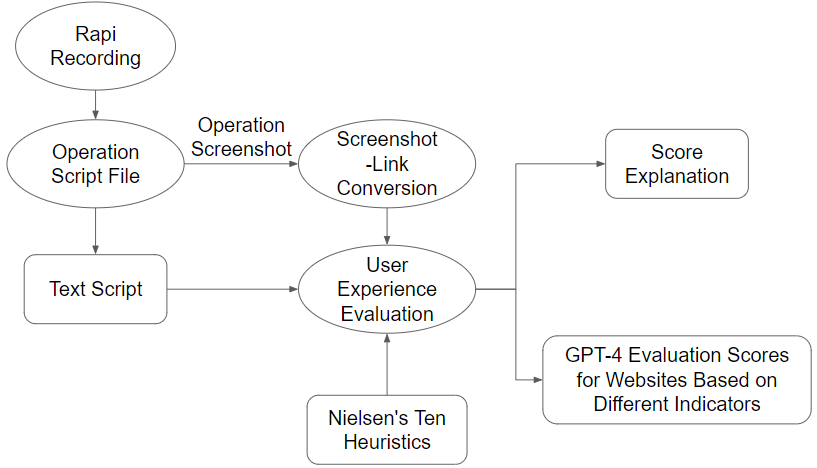 Rapi
Recording
Operation
Script File
Operation
Screenshot
Screenshot
-Link
Conversion
Score
Explanation
Text Script
User
Experience
Evaluation
GPT-4 Evaluation Scores
for Websites Based on
Different Indicators
Nielsen's Ten
Heuristics